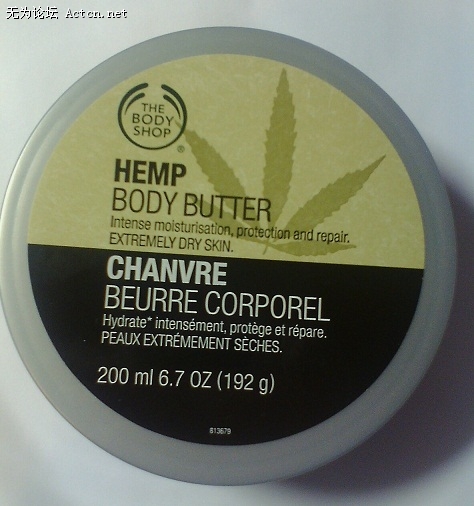 无为论坛 Actcn.net
THE
BODY
SHOP
®
HEMP
BODY BUTTER
Intense moisturisation, protection and repair.
EXTREMELY DRY SKIN.
CHANVRE
BEURRE CORPOREL
Hydrate* intensément, protège et répare.
PEAUX EXTRÉMEMENT SÈCHES.
200 ml 6.7 OZ (192 g)
813679